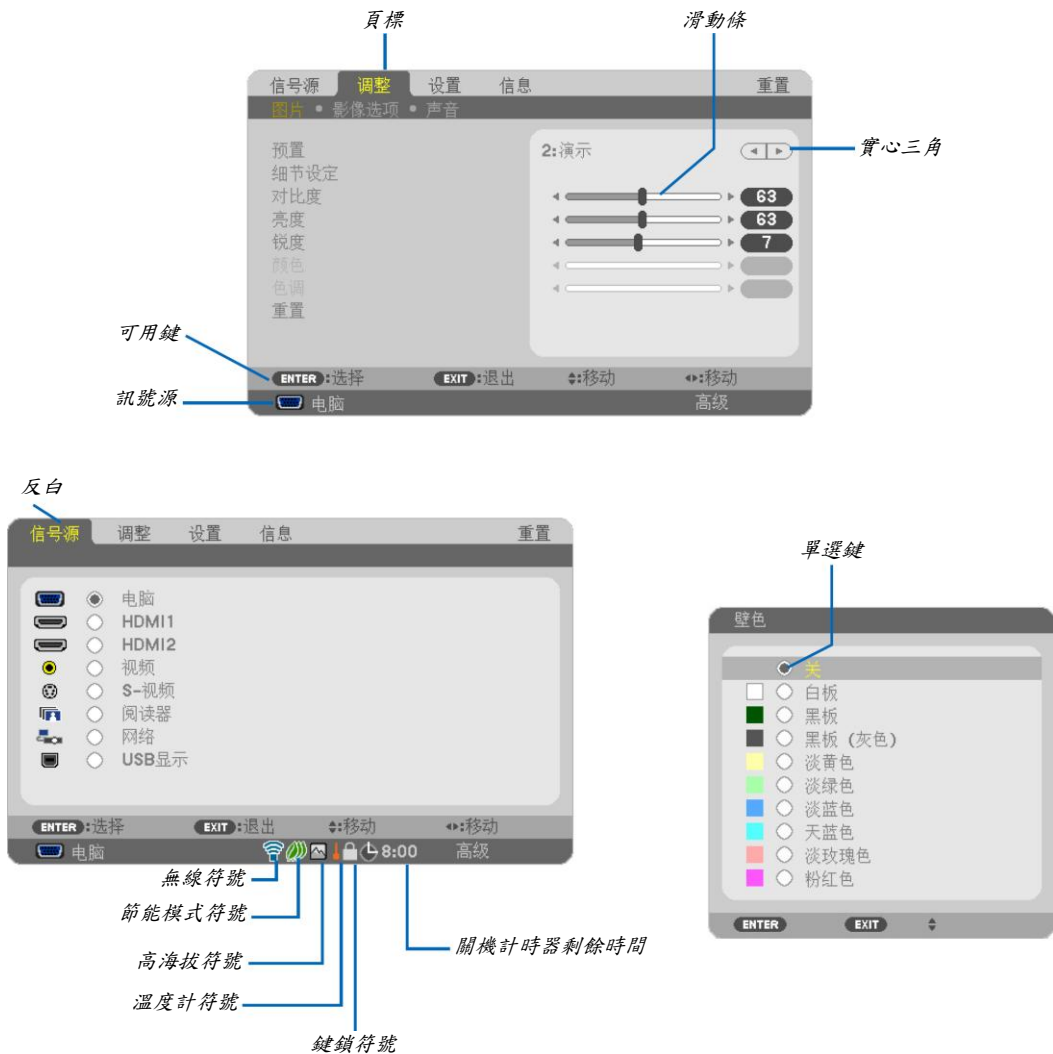 頁標
滑動條
信号源 调整 设置 信息 重置
图片 • 影像选项 • 声音
预置
2:演示
實心三角
细节设定
对比度 63
亮度 63
锐度 7
颜色
色调
重置
可用鍵
ENTER:选择 EXIT:退出 :移动 :移动
訊號源
电脑 高级
反白
信号源 调整 设置 信息 重置
电脑
HDMI1
HDMI2
视频
S-视频
阅读器
网络
USB显示
ENTER:选择 EXIT:退出 :移动 :移动
电脑 8:00 高级
無線符號
節能模式符號
高海拔符號
溫度計符號
鍵鎖符號
關機計時器剩餘時間
單選鍵
壁色
关
白板
黑板
黑板 (灰色)
淡黄色
淡绿色
淡蓝色
天蓝色
淡玫瑰色
粉红色
ENTER EXIT